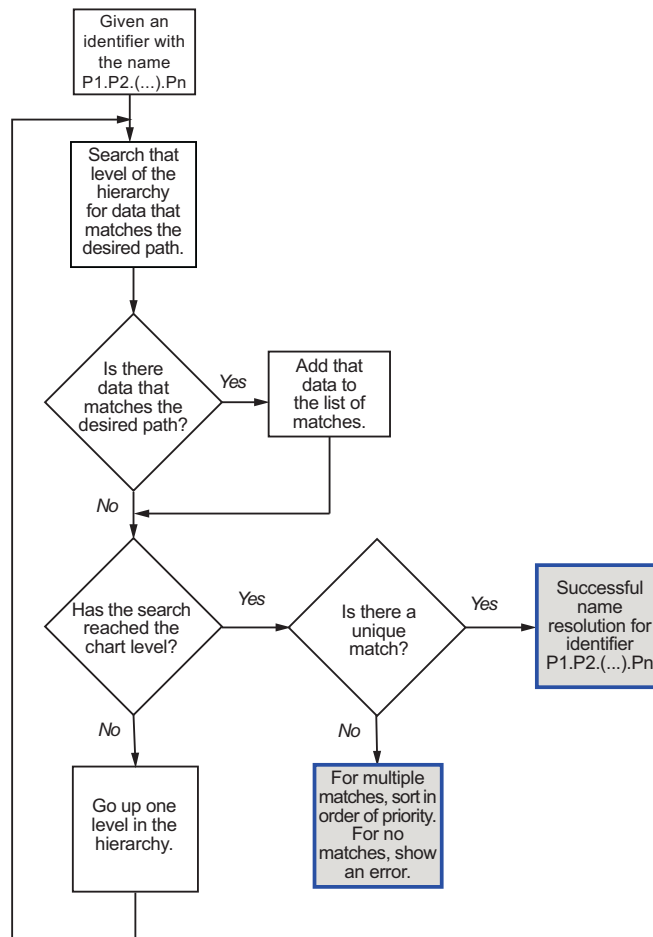 Given an
identifier with
the name
P1.P2.(...).Pn
Search that
level of the
hierarchy
for data that
matches the
desired path.
Is there
data that
matches the
desired path?
Yes
Add that
data to
the list of
matches.
No
Has the search
reached the
chart level?
Yes
Is there a
unique
match?
Yes
Successful
name
resolution for
identifier
P1.P2.(...).Pn
No
Go up one
level in the
hierarchy.
No
For multiple
matches, sort in
order of priority.
For no
matches, show
an error.